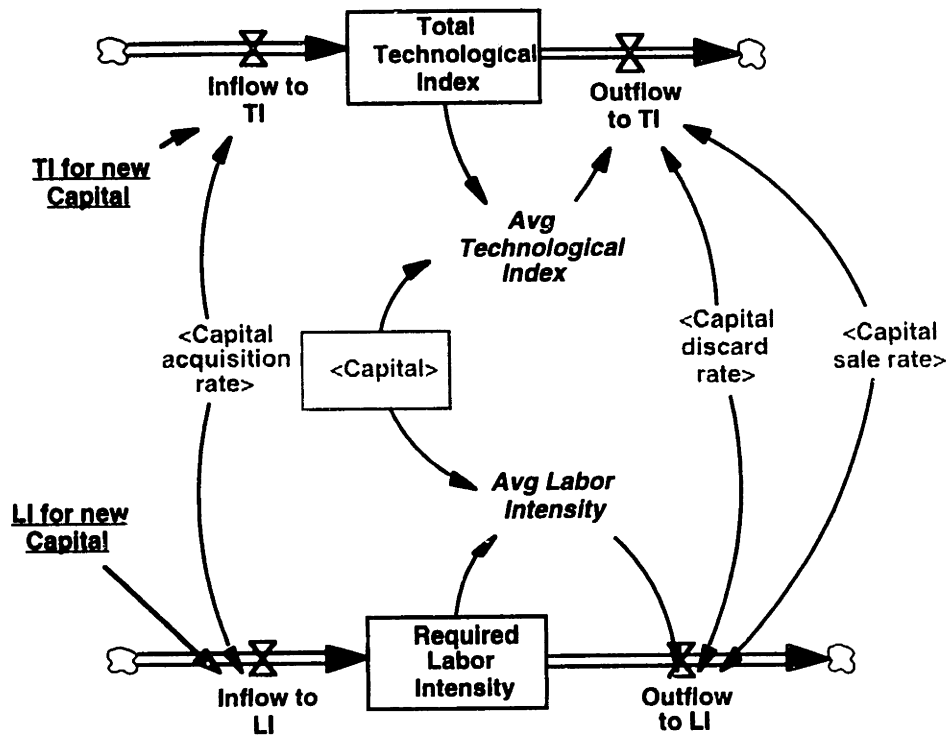 Total
Technological
Index
Inflow to
TI
Outflow
to TI
TI for new
Capital
Avg
Technological
Index
<Capital
acquisition
rate>
<Capital>
<Capital
discard
rate>
<Capital
sale rate>
Avg Labor
Intensity
LI for new
Capital
Required
Labor
Intensity
Inflow to
LI
Outflow
to LI